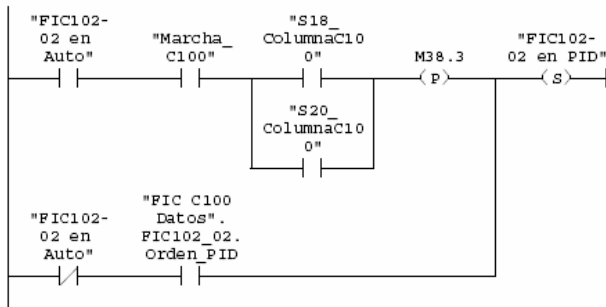 "FIC102-
02 en
Auto"
"Marcha_
C100"
"S18_
ColumnaC10
0"
M38.3
"FIC102-
02 en PID"
P
S
"S20_
ColumnaC10
0"
"FIC102-
02 en
Auto"
"FIC C100
Datos".
FIC102_02.
Orden_PID